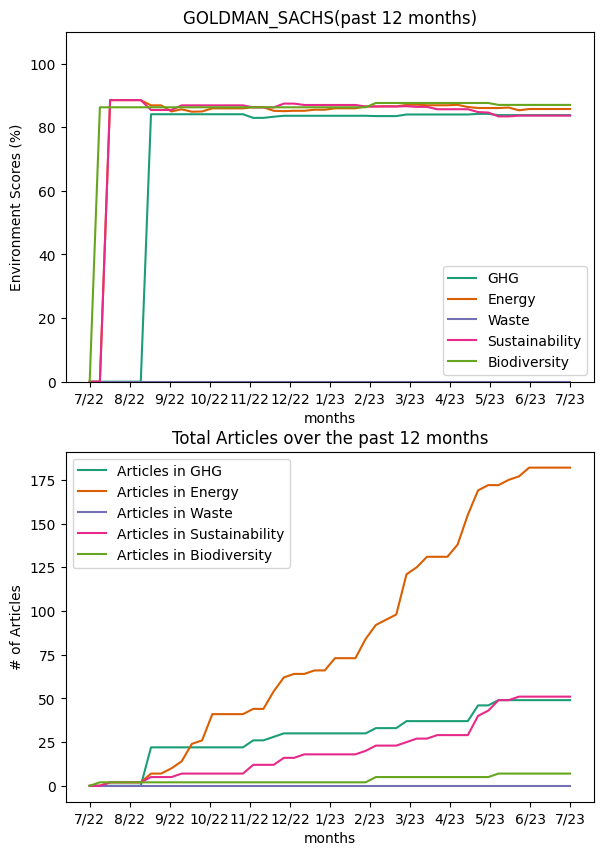 GOLDMAN_SACHS(past 12 months)
Environment Scores (%)
100
80
60
40
20
0
GHG
Energy
Waste
Sustainability
Biodiversity
7/22 8/22 9/22 10/22 11/22 12/22 1/23 2/23 3/23 4/23 5/23 6/23 7/23
months
Total Articles over the past 12 months
# of Articles
175
150
125
100
75
50
25
0
Articles in GHG
Articles in Energy
Articles in Waste
Articles in Sustainability
Articles in Biodiversity
7/22 8/22 9/22 10/22 11/22 12/22 1/23 2/23 3/23 4/23 5/23 6/23 7/23
months